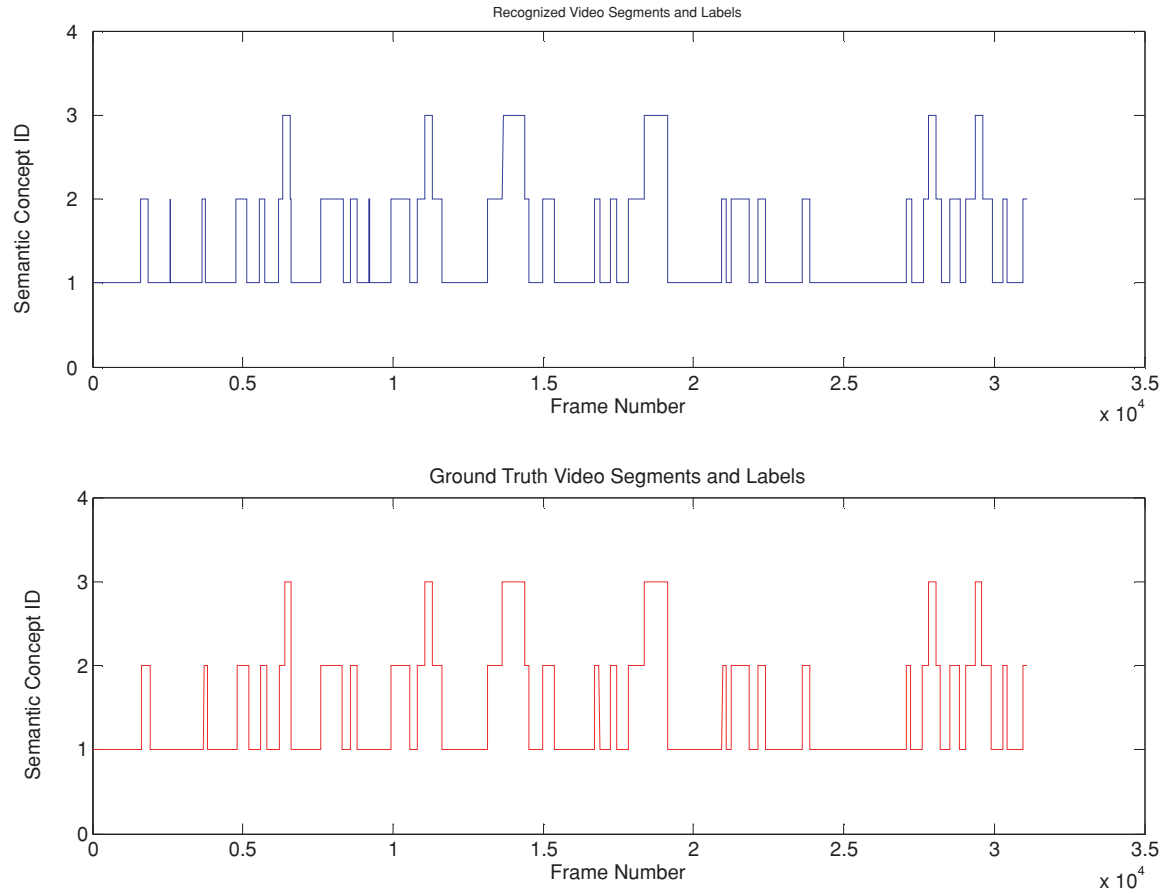 Recognized Video Segments and Labels
4
3
2
1
0
Semantic Concept ID
0 0.5 1 1.5 2 2.5 3 3.5
Frame Number
x 10^4
Ground Truth Video Segments and Labels
4
3
2
1
0
Semantic Concept ID
0 0.5 1 1.5 2 2.5 3 3.5
Frame Number
x 10^4